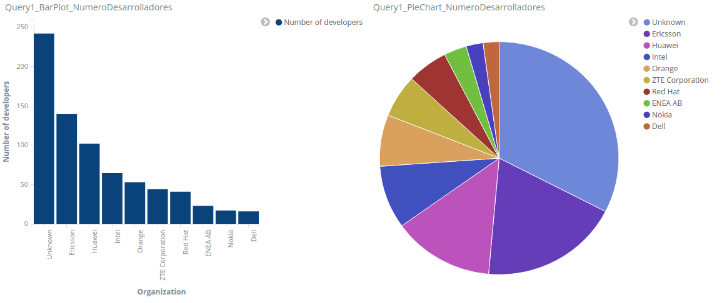 Query1_BarPlot_NumeroDesarrolladores
Number of developers
Number of developers
250
200
150
100
50
0
Unknown
Ericsson
Huawei
Intel
Orange
ZTE Corporation
Red Hat
ENEA AB
Nokia
Dell
Organization
Query1_PieChart_NumeroDesarrolladores
Unknown
Ericsson
Huawei
Intel
Orange
ZTE Corporation
Red Hat
ENEA AB
Nokia
Dell